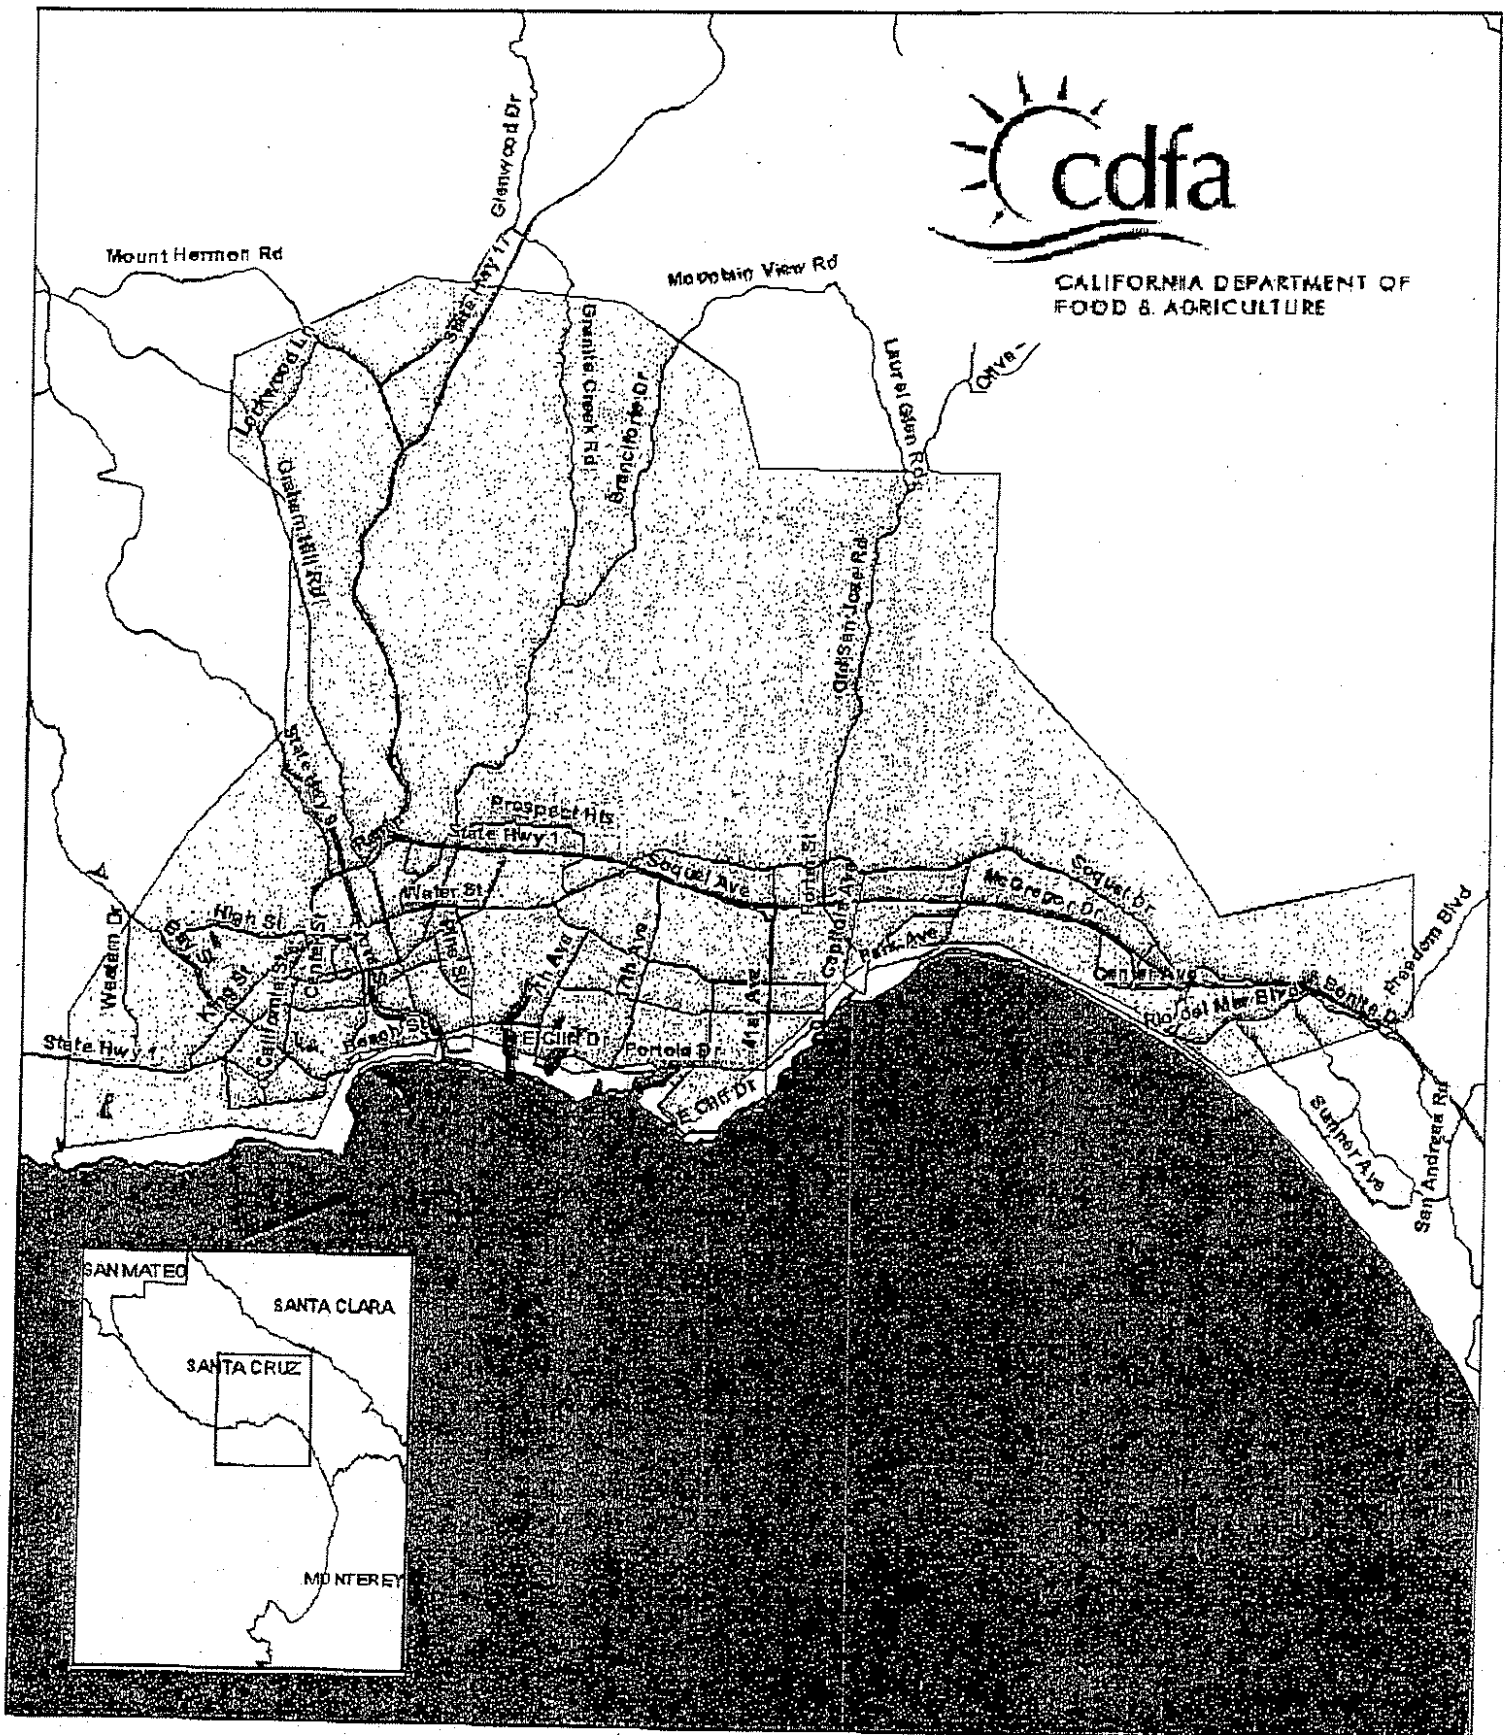 cdfa
CALIFORNIA DEPARTMENT OF
FOOD & AGRICULTURE
Glenwood Dr
Mount Hermon Rd
State Hwy 17
Mountain View Rd
Lockwood Ln
Granite Creek Rd
Branciforte Dr
Laurel Glen Rd
Olive
Graham Hill Rd
Old San Jose Rd
State Hwy 9
Prospect Hts
State Hwy 1
Soquel Ave
Soquel Dr
McGregor Dr
Water St
High St
Bay St
Western Dr
King St
California St
Center St
7th Ave
17th Ave
41st Ave
Capitola Ave
Park Ave
Center Ave
Rio del Mar Blvd
Bonita Dr
Freedom Blvd
State Hwy 1
Beach
E Cliff Dr
Portola Dr
E Cliff Dr
Sumner Ave
San Andreas Rd
SAN MATEO
SANTA CLARA
SANTA CRUZ
MONTEREY